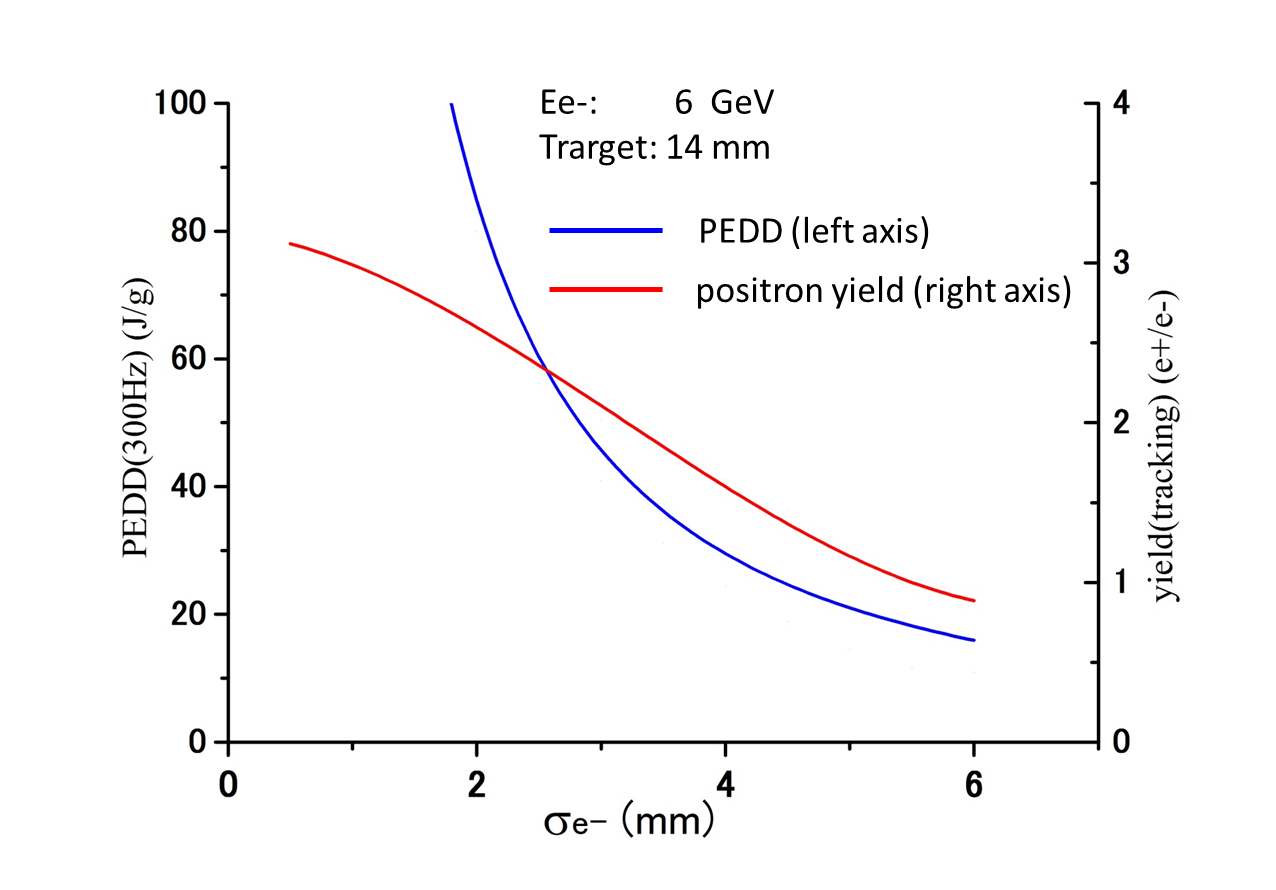 Ee-: 6 GeV
Trarget: 14 mm
PEDD (left axis)
positron yield (right axis)
PEDD(300Hz) (J/g)
100
80
60
40
20
0
yield(tracking) (e+/e-)
4
3
2
1
0
0 2 4 6
σe− (mm)